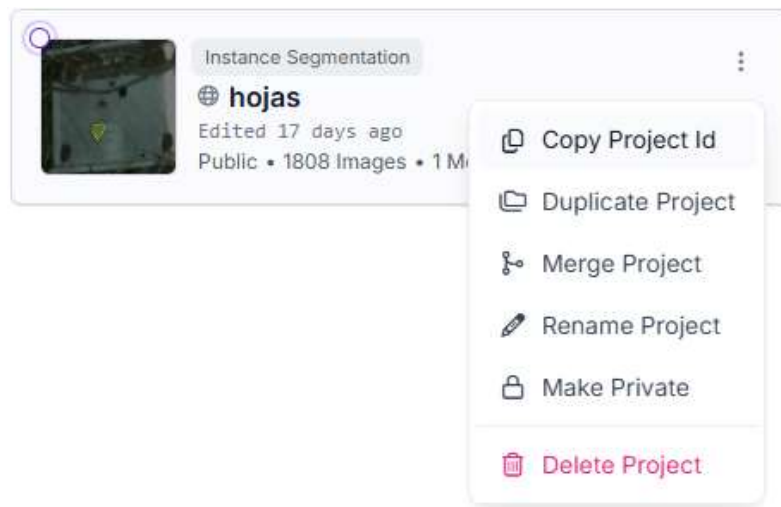 Instance Segmentation
hojas
Edited 17 days ago
Public • 1808 Images • 1
Copy Project Id
Duplicate Project
Merge Project
Rename Project
Make Private
Delete Project